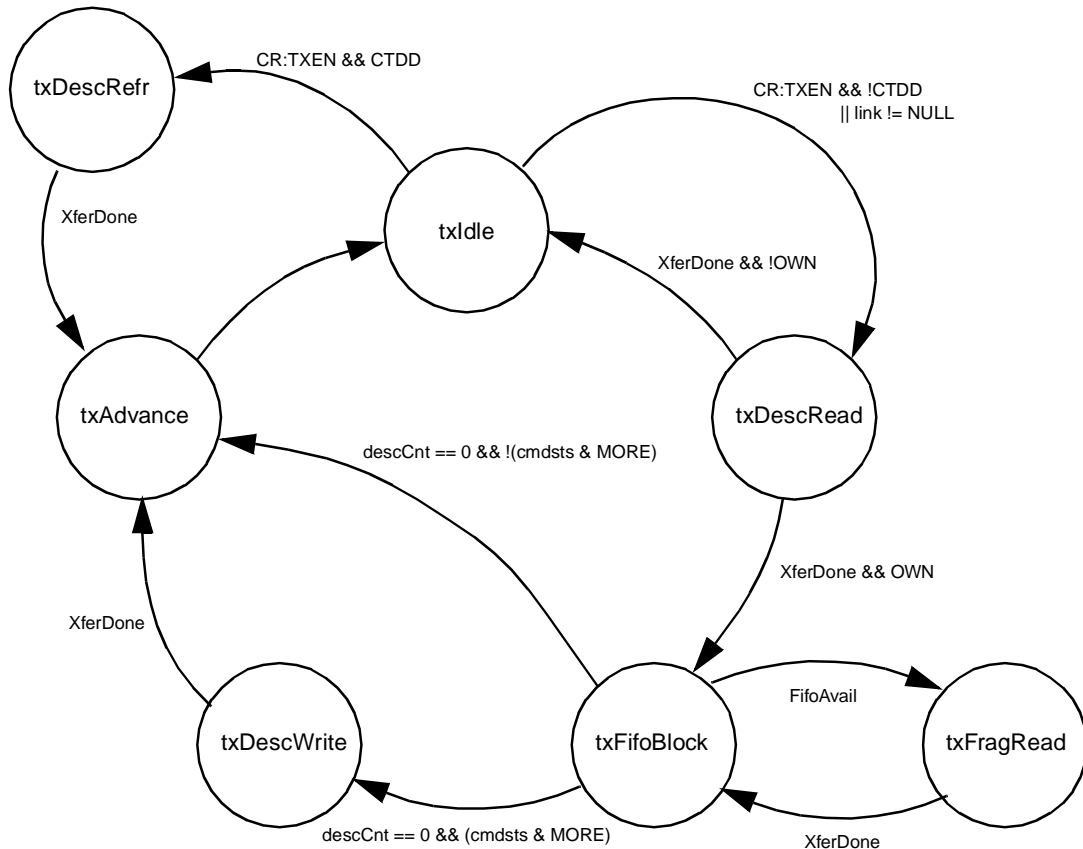 CR:TXEN && CTDD
CR:TXEN && !CTDD
|| link != NULL
txDescRefr
XferDone
txIdle
XferDone && !OWN
txAdvance
txDescRead
descCnt == 0 && !(cmdsts & MORE)
XferDone && OWN
XferDone
FifoAvail
txDescWrite
txFifoBlock
txFragRead
descCnt == 0 && (cmdsts & MORE)
XferDone